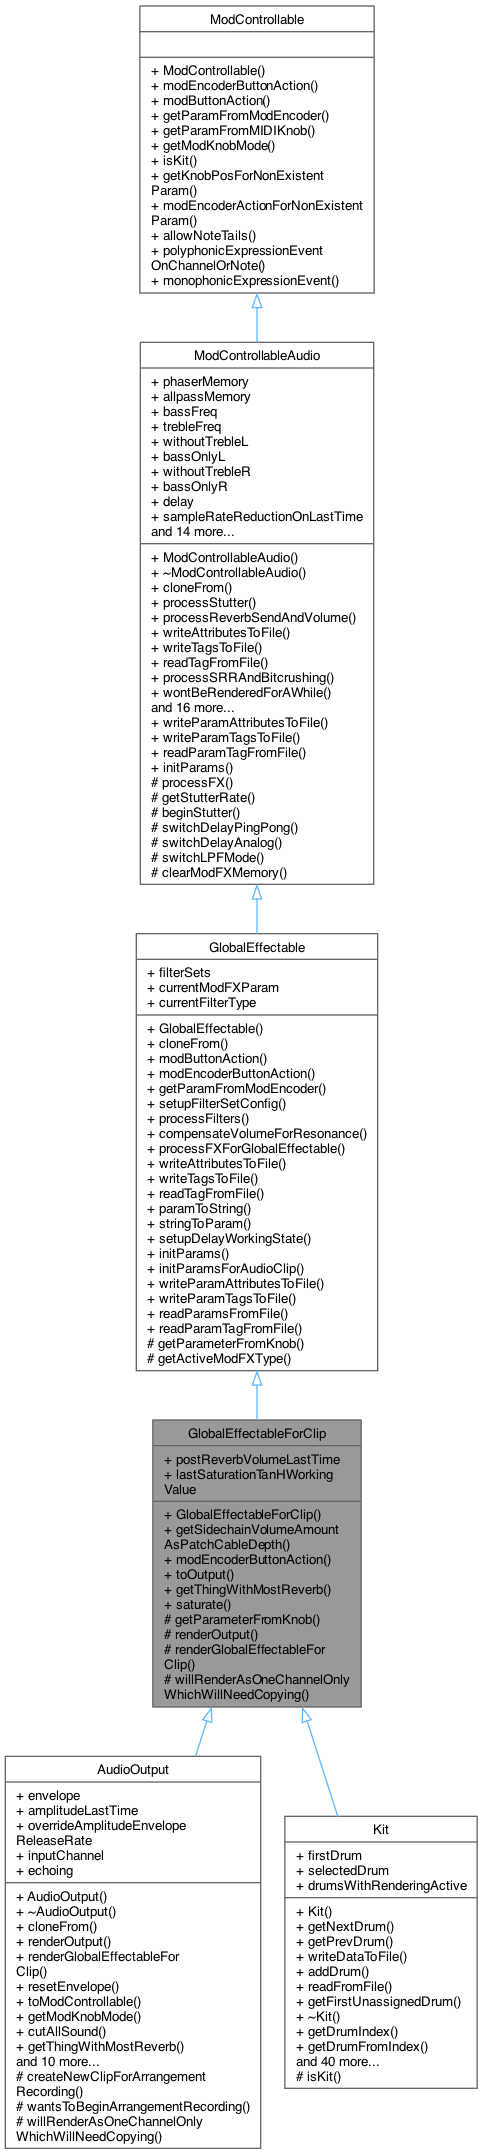 ModControllable
+ ModControllable()
+ modEncoderButtonAction()
+ modButtonAction()
+ getParamFromModEncoder()
+ getParamFromMIDIKnob()
+ getModKnobMode()
+ isKit()
+ getKnobPosForNonExistent
Param()
+ modEncoderActionForNonExistent
Param()
+ allowNoteTails()
+ polyphonicExpressionEvent
OnChannelOrNote()
+ monophonicExpressionEvent()
ModControllableAudio
+ phaserMemory
+ allpassMemory
+ bassFreq
+ trebleFreq
+ withoutTrebleL
+ bassOnlyL
+ withoutTrebleR
+ bassOnlyR
+ delay
+ sampleRateReductionOnLastTime
and 14 more...
+ ModControllableAudio()
+ ~ModControllableAudio()
+ cloneFrom()
+ processStutter()
+ processReverbSendAndVolume()
+ writeAttributesToFile()
+ writeTagsToFile()
+ readTagFromFile()
+ processSRRAndBitcrushing()
+ wontBeRenderedForAWhile()
and 16 more...
+ writeParamAttributesToFile()
+ writeParamTagsToFile()
+ readParamTagFromFile()
+ initParams()
# processFX()
# getStutterRate()
# beginStutter()
# switchDelayPingPong()
# switchDelayAnalog()
# switchLPFMode()
# clearModFXMemory()
GlobalEffectable
+ filterSets
+ currentModFXParam
+ currentFilterType
+ GlobalEffectable()
+ cloneFrom()
+ modButtonAction()
+ modEncoderButtonAction()
+ getParamFromModEncoder()
+ setupFilterSetConfig()
+ processFilters()
+ compensateVolumeForResonance()
+ processFXForGlobalEffectable()
+ writeAttributesToFile()
+ writeTagsToFile()
+ readTagFromFile()
+ paramToString()
+ stringToParam()
+ setupDelayWorkingState()
+ initParams()
+ initParamsForAudioClip()
+ writeParamAttributesToFile()
+ writeParamTagsToFile()
+ readParamsFromFile()
+ readParamTagFromFile()
# getParameterFromKnob()
# getActiveModFXType()
GlobalEffectableForClip
+ postReverbVolumeLastTime
+ lastSaturationTanHWorking
Value
+ GlobalEffectableForClip()
+ getSidechainVolumeAmount
AsPatchCableDepth()
+ modEncoderButtonAction()
+ toOutput()
+ getThingWithMostReverb()
+ saturate()
# getParameterFromKnob()
# renderOutput()
# renderGlobalEffectableFor
Clip()
# willRenderAsOneChannelOnly
WhichWillNeedCopying()
AudioOutput
+ envelope
+ amplitudeLastTime
+ overrideAmplitudeEnvelope
ReleaseRate
+ inputChannel
+ echoing
+ AudioOutput()
+ ~AudioOutput()
+ cloneFrom()
+ renderOutput()
+ renderGlobalEffectableFor
Clip()
+ resetEnvelope()
+ toModControllable()
+ getModKnobMode()
+ cutAllSound()
+ getThingWithMostReverb()
and 10 more...
# createNewClipForArrangement
Recording()
# wantsToBeginArrangementRecording()
# willRenderAsOneChannelOnly
WhichWillNeedCopying()
Kit
+ firstDrum
+ selectedDrum
+ drumsWithRenderingActive
+ Kit()
+ getNextDrum()
+ getPrevDrum()
+ writeDataToFile()
+ addDrum()
+ readFromFile()
+ getFirstUnassignedDrum()
+ ~Kit()
+ getDrumIndex()
+ getDrumFromIndex()
and 40 more...
# isKit()